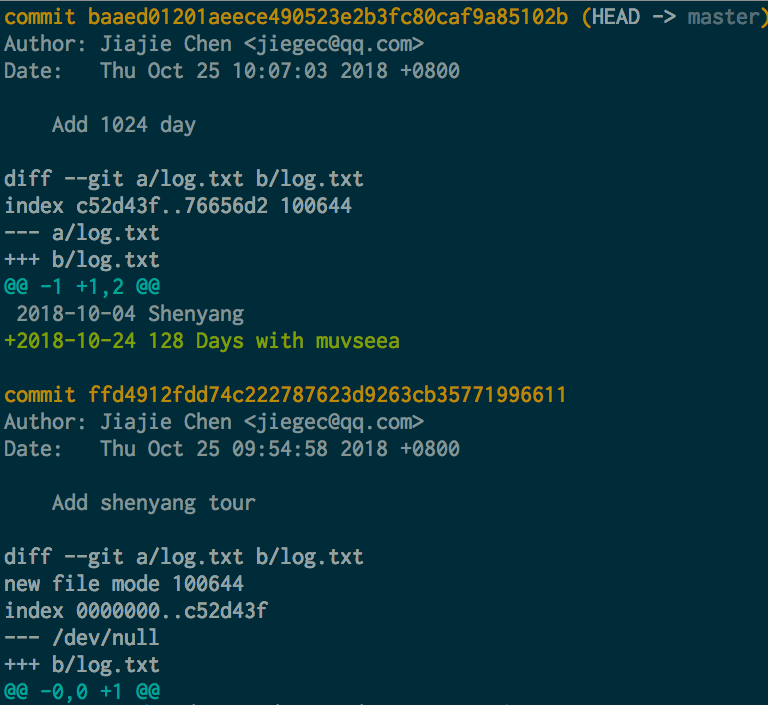 commit baaed01201aeece490523e2b3fc80caf9a85102b (HEAD -> master)
Author: Jiajie Chen <jiegec@qq.com>
Date:   Thu Oct 25 10:07:03 2018 +0800

    Add 1024 day

diff --git a/log.txt b/log.txt
index c52d43f..76656d2 100644
--- a/log.txt
+++ b/log.txt
@@ -1 +1,2 @@
 2018-10-04 Shenyang
+2018-10-24 128 Days with muvseea

commit ffd4912fdd74c222787623d9263cb35771996611
Author: Jiajie Chen <jiegec@qq.com>
Date:   Thu Oct 25 09:54:58 2018 +0800

    Add shenyang tour

diff --git a/log.txt b/log.txt
new file mode 100644
index 0000000..c52d43f
--- /dev/null
+++ b/log.txt
@@ -0,0 +1 @@